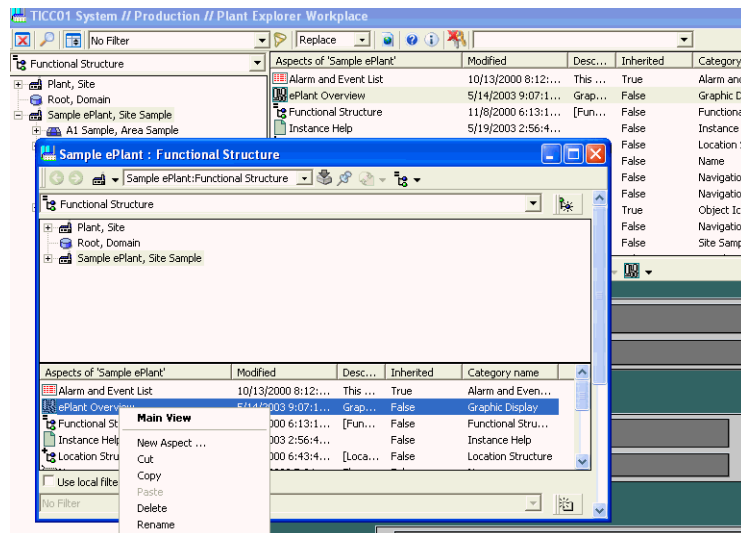 TICC01 System // Production // Plant Explorer Workplace
No Filter
Replace
Functional Structure
Plant, Site
Root, Domain
Sample ePlant, Site Sample
A1 Sample, Area Sample
Aspects of 'Sample ePlant' Modified Desc... Inherited Category
Alarm and Event List 10/13/2000 8:12:... This ... True Alarm and
ePlant Overview 5/14/2003 9:07:1... Grap... False Graphic D
Functional Structure 11/8/2000 6:13:1... [Fun... False Functiona
Instance Help 5/19/2003 2:56:4... False Instance
False Location
False Name
False Navigatio
False Navigatio
True Object Ic
False Navigatio
False Site Samp
Sample ePlant : Functional Structure
Sample ePlant:Functional Structure
Functional Structure
Plant, Site
Root, Domain
Sample ePlant, Site Sample
Aspects of 'Sample ePlant' Modified Desc... Inherited Category name
Alarm and Event List 10/13/2000 8:12:... This ... True Alarm and Even...
ePlant Overview 5/14/2003 9:07:1... Grap... False Graphic Display
Functional St 000 6:13:1... [Fun... False Functional Stru...
Instance Help 003 2:56:4... False Instance Help
Location Stru 000 6:43:4... [Loca... False Location Structure
Use local filte
No Filter
Main View
New Aspect ...
Cut
Copy
Paste
Delete
Rename